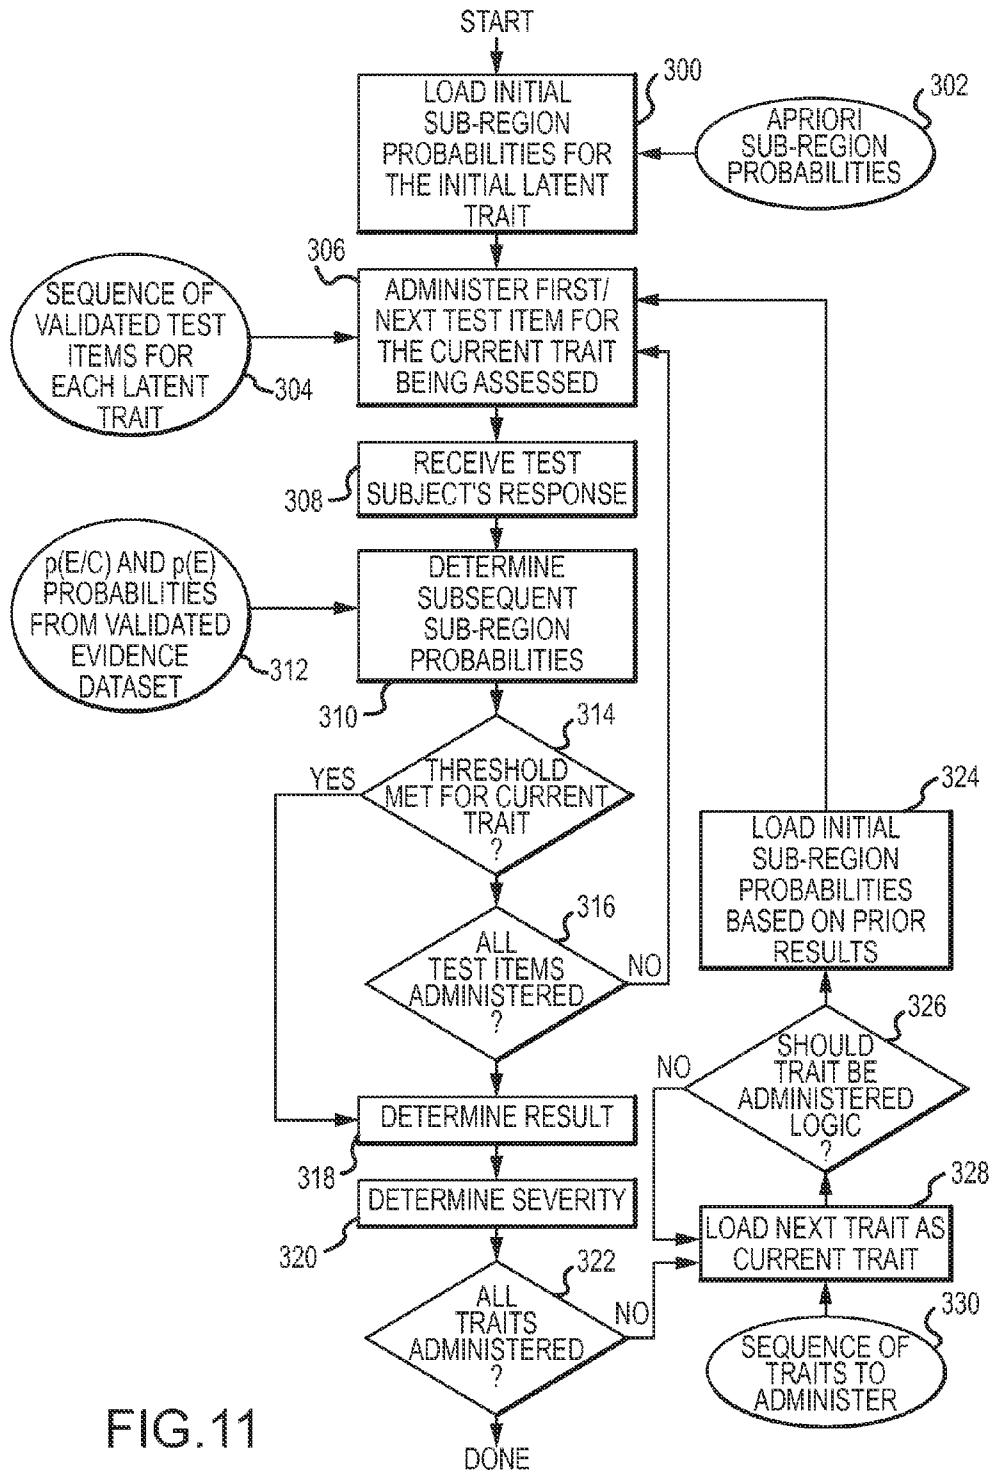 START
LOAD INITIAL
SUB-REGION
PROBABILITIES FOR
THE INITIAL LATENT
TRAIT
300
302
APRIORI
SUB-REGION
PROBABILITIES
306
SEQUENCE OF
VALIDATED TEST
ITEMS FOR
EACH LATENT
TRAIT
304
ADMINISTER FIRST/
NEXT TEST ITEM FOR
THE CURRENT TRAIT
BEING ASSESSED
RECEIVE TEST
SUBJECT'S RESPONSE
308
p(E/C) AND p(E)
PROBABILITIES
FROM VALIDATED
EVIDENCE
DATASET
312
DETERMINE
SUBSEQUENT
SUB-REGION
PROBABILITIES
310
314
YES
THRESHOLD
MET FOR CURRENT
TRAIT
?
316
ALL
TEST ITEMS
ADMINISTERED
?
NO
324
LOAD INITIAL
SUB-REGION
PROBABILITIES
BASED ON PRIOR
RESULTS
326
SHOULD
TRAIT BE
ADMINISTERED
LOGIC
?
NO
DETERMINE RESULT
318
DETERMINE SEVERITY
320
328
LOAD NEXT TRAIT AS
CURRENT TRAIT
322
ALL
TRAITS
ADMINISTERED
?
NO
330
SEQUENCE OF
TRAITS TO
ADMINISTER
DONE
FIG.11